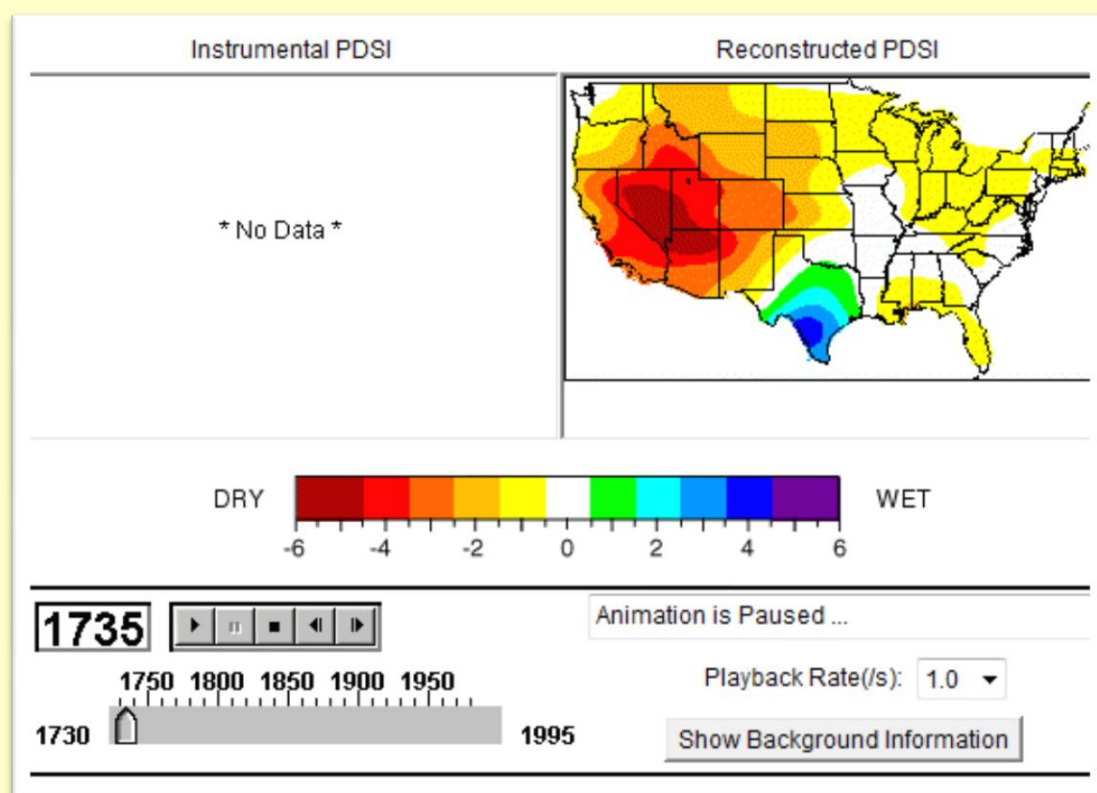 Instrumental PDSI
Reconstructed PDSI
* No Data *
DRY
WET
-6 -4 -2 0 2 4 6
1735
Animation is Paused ...
1750 1800 1850 1900 1950
1730
1995
Playback Rate(/s): 1.0
Show Background Information